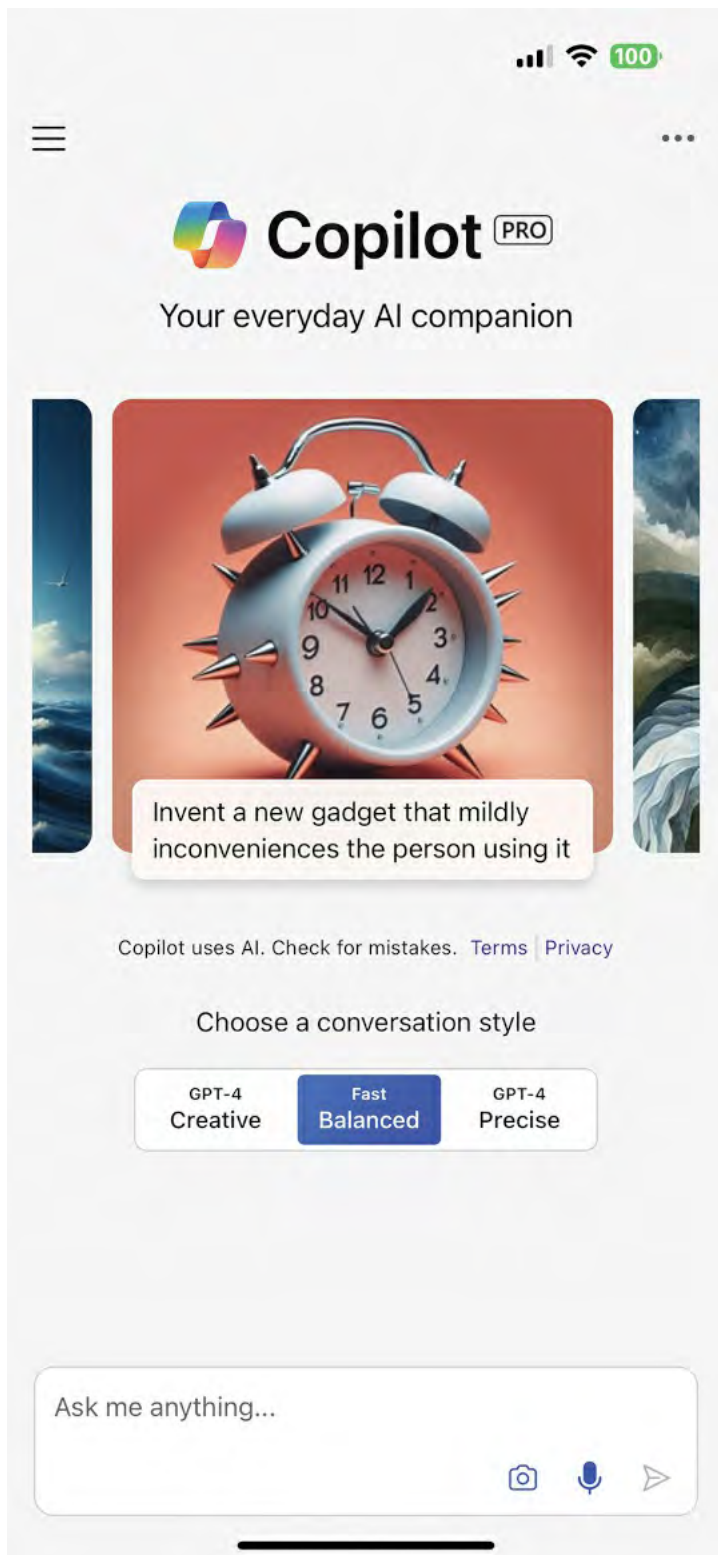 100
Copilot PRO
Your everyday AI companion
11 12 1
10 2
9 3
8 4
7 6 5
Invent a new gadget that mildly
inconveniences the person using it
Copilot uses AI. Check for mistakes. Terms | Privacy
Choose a conversation style
GPT-4 Fast GPT-4
Creative Balanced Precise
Ask me anything...